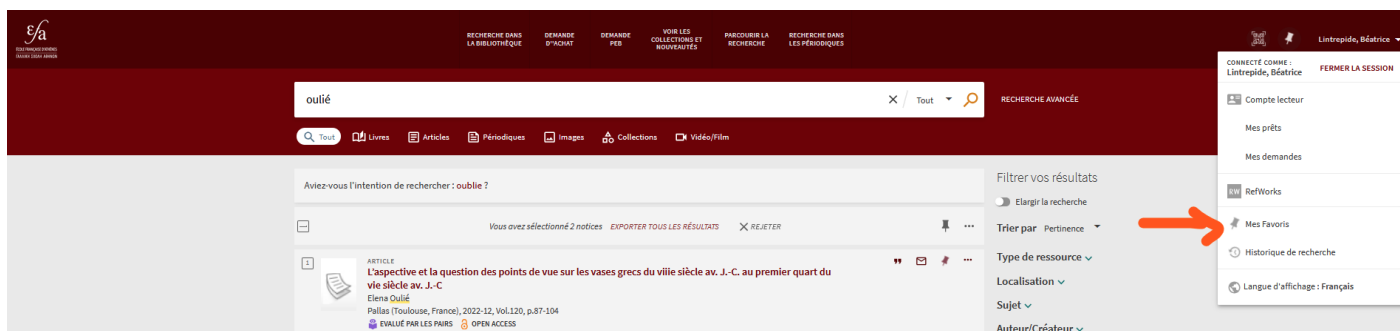 εfa
RECHERCHE DANS
LA BIBLIOTHÈQUE
DEMANDE
D''ACHAT
DEMANDE
PEB
VOIR LES
COLLECTIONS ET
NOUVEAUTÉS
PARCOURIR LA
RECHERCHE
RECHERCHE DANS
LES PÉRIODIQUES
Lintrepide, Béatrice
CONNECTÉ COMME :
Lintrepide, Béatrice
FERMER LA SESSION
Compte lecteur
Mes prêts
Mes demandes
RW RefWorks
Mes Favoris
Historique de recherche
Langue d'affichage : Français
oulié
Tout
RECHERCHE AVANCÉE
Tout
Livres
Articles
Périodiques
Images
Collections
Vidéo/Film
Aviez-vous l'intention de rechercher : oublie ?
Vous avez sélectionné 2 notices EXPORTER TOUS LES RÉSULTATS REJETER
1
ARTICLE
L'aspective et la question des points de vue sur les vases grecs du viiie siècle av. J.-C. au premier quart du
vie siècle av. J.-C
Elena Oulié
Pallas (Toulouse, France), 2022-12, Vol.120, p.87-104
EVALUÉ PAR LES PAIRS OPEN ACCESS
Filtrer vos résultats
Elargir la recherche
Trier par Pertinence
Type de ressource
Localisation
Sujet
Auteur/Créateur